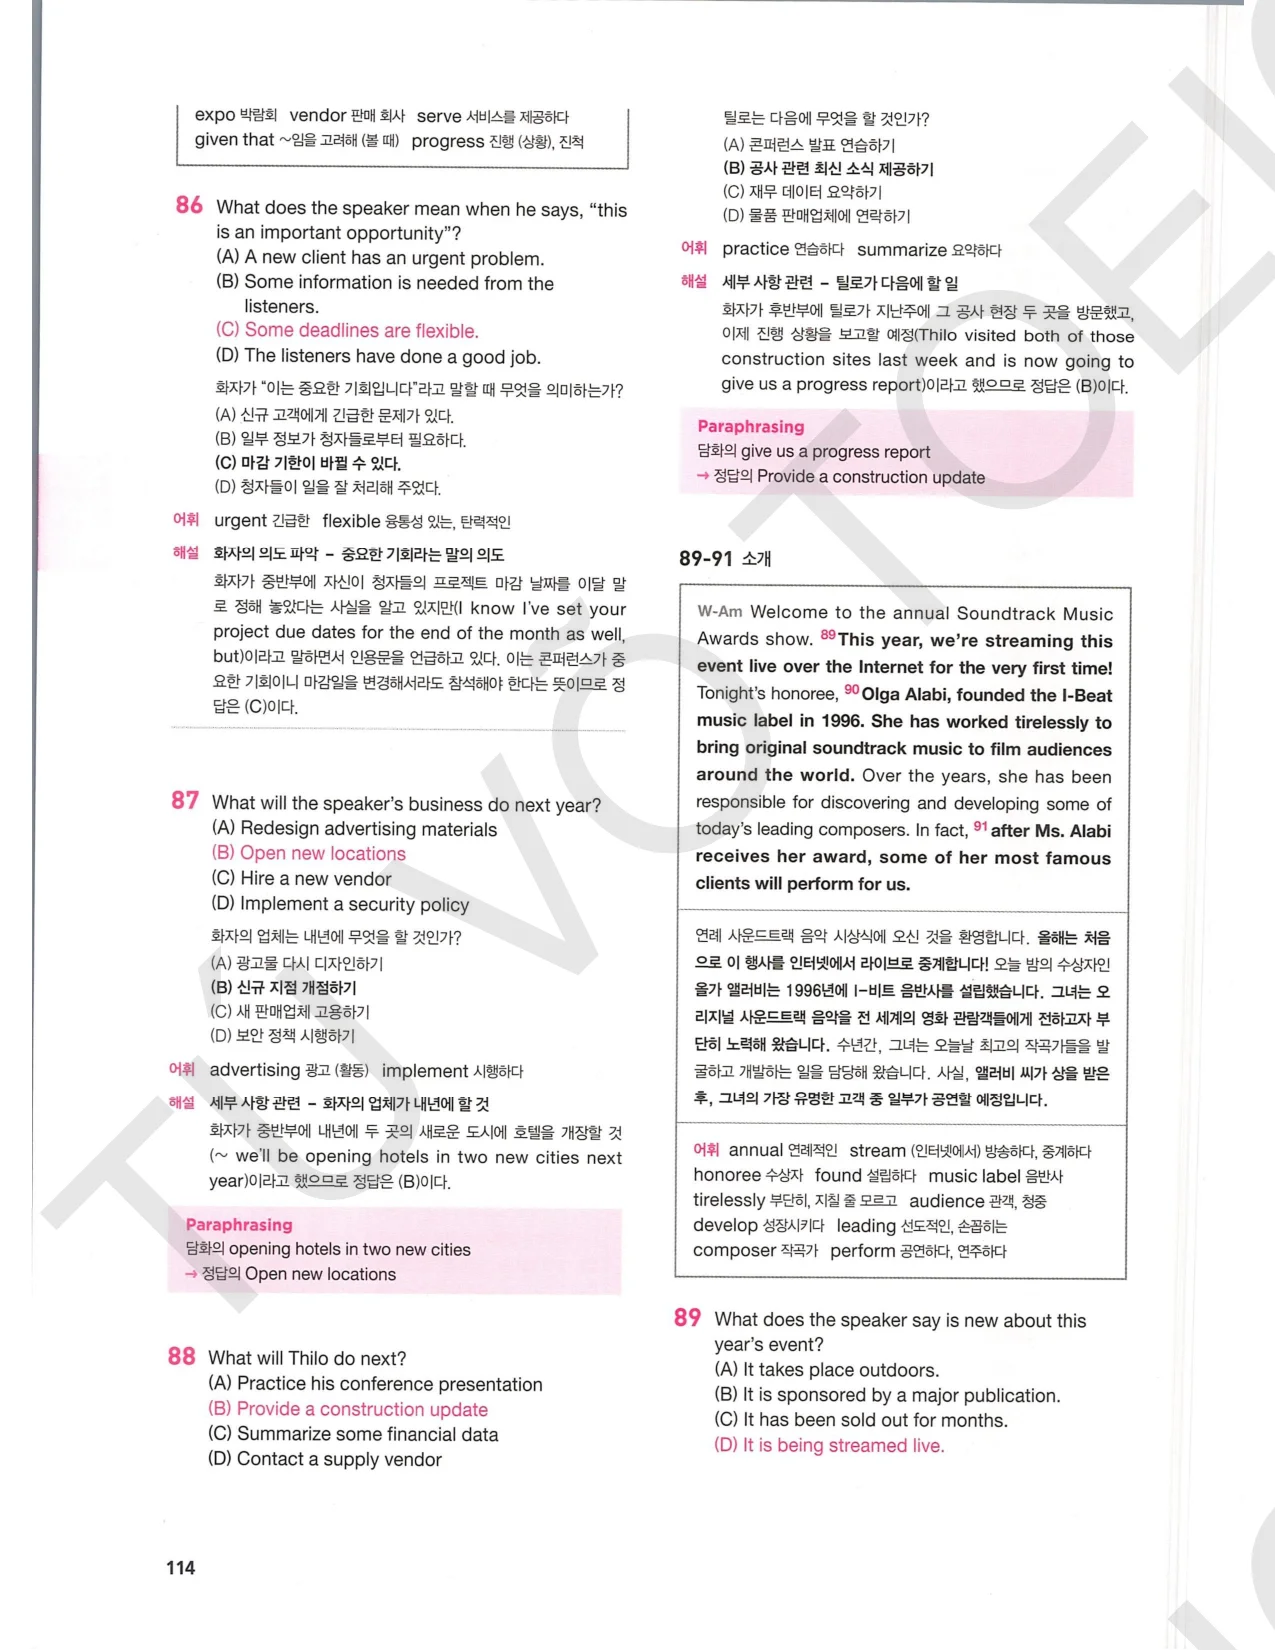 expo 박람회 vendor 판매 회사 serve 서비스를 제공하다
given that ~임을 고려해 (볼 때) progress 진행 (상황), 진척
86 What does the speaker mean when he says, “this
is an important opportunity”?
(A) A new client has an urgent problem.
(B) Some information is needed from the
listeners.
(C) Some deadlines are flexible.
(D) The listeners have done a good job.
화자가 “이는 중요한 기회입니다”라고 말할 때 무엇을 의미하는가?
(A) 신규 고객에게 긴급한 문제가 있다.
(B) 일부 정보가 청자들로부터 필요하다.
(C) 마감 기한이 바뀔 수 있다.
(D) 청자들이 일을 잘 처리해 주었다.
어휘 urgent 긴급한 flexible 융통성 있는, 탄력적인
해설 화자의 의도 파악 - 중요한 기회라는 말의 의도
화자가 중반부에 자신이 청자들의 프로젝트 마감 날짜를 이달 말
로 정해 놓았다는 사실을 알고 있지만(I know I’ve set your
project due dates for the end of the month as well,
but)이라고 말하면서 인용문을 언급하고 있다. 이는 콘퍼런스가 중
요한 기회이니 마감일을 변경해서라도 참석해야 한다는 뜻이므로 정
답은 (C)이다.
87 What will the speaker’s business do next year?
(A) Redesign advertising materials
(B) Open new locations
(C) Hire a new vendor
(D) Implement a security policy
화자의 업체는 내년에 무엇을 할 것인가?
(A) 광고물 다시 디자인하기
(B) 신규 지점 개점하기
(C) 새 판매업체 고용하기
(D) 보안 정책 시행하기
어휘 advertising 광고 (활동) implement 시행하다
해설 세부 사항 관련 - 화자의 업체가 내년에 할 것
화자가 중반부에 내년에 두 곳의 새로운 도시에 호텔을 개장할 것
(~ we’ll be opening hotels in two new cities next
year)이라고 했으므로 정답은 (B)이다.
Paraphrasing
담화의 opening hotels in two new cities
→ 정답의 Open new locations
88 What will Thilo do next?
(A) Practice his conference presentation
(B) Provide a construction update
(C) Summarize some financial data
(D) Contact a supply vendor
114
틸로는 다음에 무엇을 할 것인가?
(A) 콘퍼런스 발표 연습하기
(B) 공사 관련 최신 소식 제공하기
(C) 재무 데이터 요약하기
(D) 물품 판매업체에 연락하기
어휘 practice 연습하다 summarize 요약하다
해설 세부 사항 관련 - 틸로가 다음에 할 일
화자가 후반부에 틸로가 지난주에 그 공사 현장 두 곳을 방문했고,
이제 진행 상황을 보고할 예정(Thilo visited both of those
construction sites last week and is now going to
give us a progress report)이라고 했으므로 정답은 (B)이다.
Paraphrasing
담화의 give us a progress report
→ 정답의 Provide a construction update
89-91 소개
W-Am Welcome to the annual Soundtrack Music
Awards show. 89This year, we’re streaming this
event live over the Internet for the very first time!
Tonight’s honoree, 90Olga Alabi, founded the I-Beat
music label in 1996. She has worked tirelessly to
bring original soundtrack music to film audiences
around the world. Over the years, she has been
responsible for discovering and developing some of
today’s leading composers. In fact, 91after Ms. Alabi
receives her award, some of her most famous
clients will perform for us.
연례 사운드트랙 음악 시상식에 오신 것을 환영합니다. 올해는 처음
으로 이 행사를 인터넷에서 라이브로 중계합니다! 오늘 밤의 수상자인
올가 앨러비는 1996년에 I-비트 음반사를 설립했습니다. 그녀는 오
리지널 사운드트랙 음악을 전 세계의 영화 관람객들에게 전하고자 부
단히 노력해 왔습니다. 수년간, 그녀는 오늘날 최고의 작곡가들을 발
굴하고 개발하는 일을 담당해 왔습니다. 사실, 앨러비 씨가 상을 받은
후, 그녀의 가장 유명한 고객 중 일부가 공연할 예정입니다.
어휘 annual 연례적인 stream (인터넷에서) 방송하다, 중계하다
honoree 수상자 found 설립하다 music label 음반사
tirelessly 부단히, 지칠 줄 모르고 audience 관객, 청중
develop 성장시키다 leading 선도적인, 손꼽히는
composer 작곡가 perform 공연하다, 연주하다
89 What does the speaker say is new about this
year’s event?
(A) It takes place outdoors.
(B) It is sponsored by a major publication.
(C) It has been sold out for months.
(D) It is being streamed live.
TÚ VÕ TOEIC